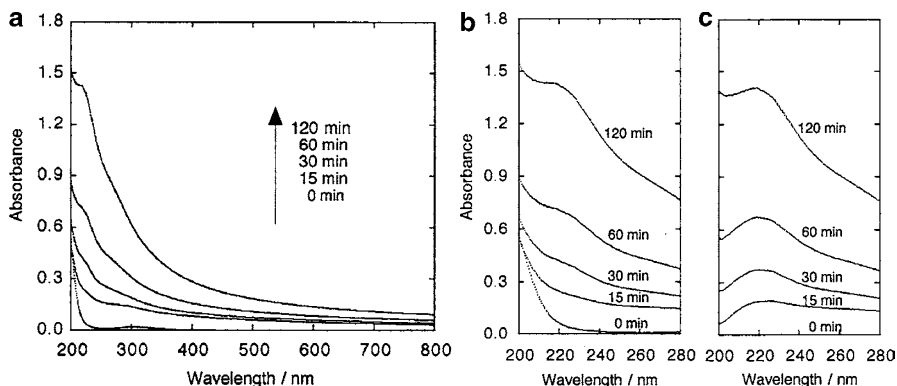 a
Absorbance
1.8
1.5
1.2
0.9
0.6
0.3
0.0
200 300 400 500 600 700 800
Wavelength / nm
120 min
60 min
30 min
15 min
0 min
b
Absorbance
1.8
1.5
1.2
0.9
0.6
0.3
0.0
200 220 240 260 280
Wavelength / nm
120 min
60 min
30 min
15 min
0 min
c
120 min
60 min
30 min
15 min
0 min
200 220 240 260 280
Wavelength / nm